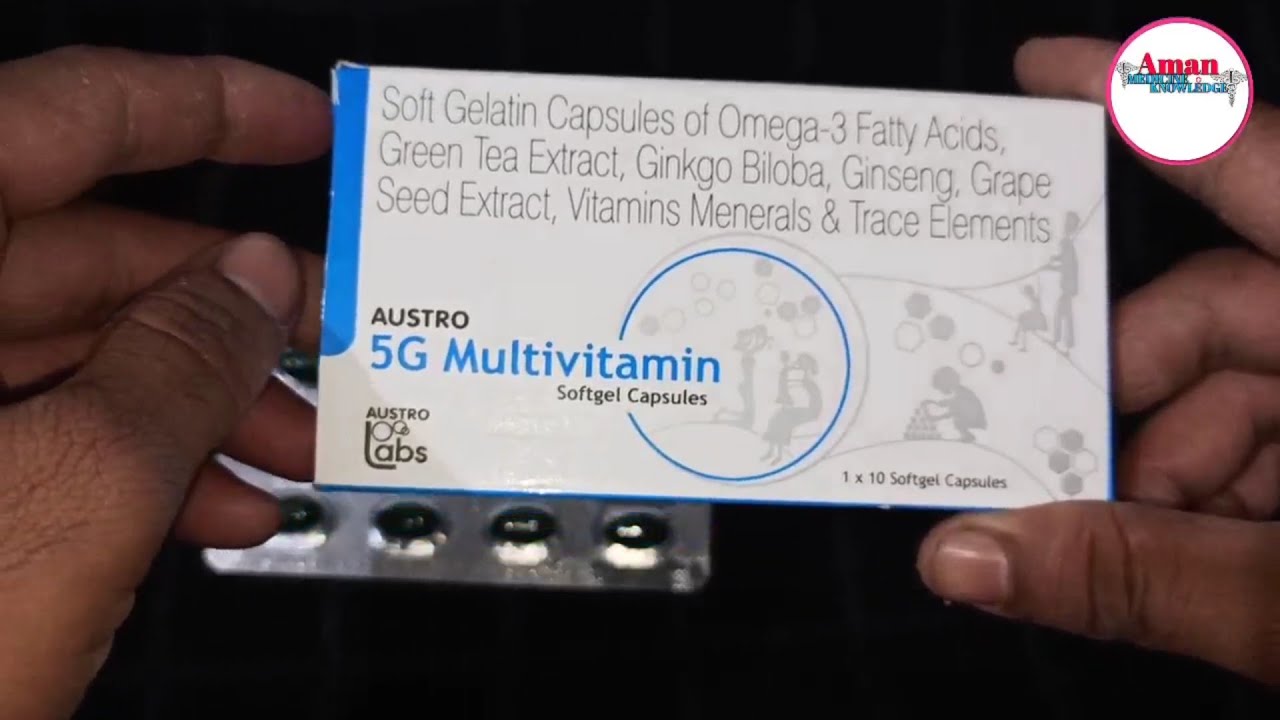 Aman
MEDICINE
KNOWLEDGE
Soft Gelatin Capsules of Omega-3 Fatty Acids,
Green Tea Extract, Ginkgo Biloba, Ginseng, Grape
Seed Extract, Vitamins Menerals & Trace Elements
AUSTRO
5G Multivitamin
Softgel Capsules
AUSTRO
Labs
1 x 10 Softgel Capsules